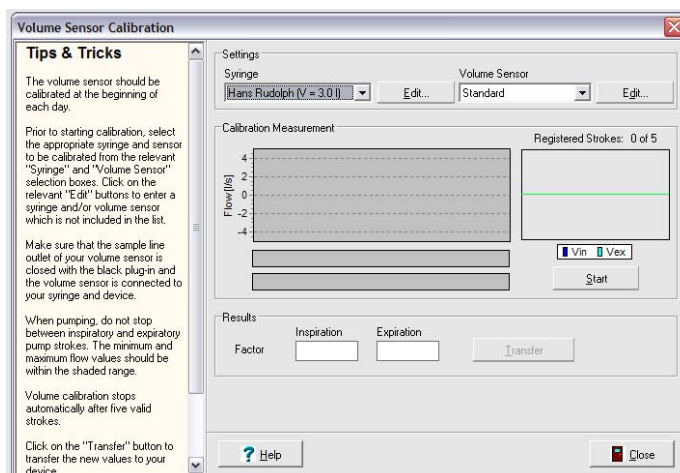 Volume Sensor Calibration
Tips & Tricks
The volume sensor should be
calibrated at the beginning of
each day.
Prior to starting calibration, select
the appropriate syringe and sensor
to be calibrated from the relevant
"Syringe" and "Volume Sensor"
selection boxes. Click on the
relevant "Edit" buttons to enter a
syringe and/or volume sensor
which is not included in the list.
Make sure that the sample line
outlet of your volume sensor is
closed with the black plug-in and
the volume sensor is connected to
your syringe and device.
When pumping, do not stop
between inspiratory and expiratory
pump strokes. The minimum and
maximum flow values should be
within the shaded range.
Volume calibration stops
automatically after five valid
strokes.
Click on the "Transfer" button to
transfer the new values to your
device.
Settings
Syringe
Hans Rudolph (V = 3.0 l)
Edit...
Volume Sensor
Standard
Edit...
Calibration Measurement
Registered Strokes: 0 of 5
Flow [l/s]
4
2
0
-2
-4
Vin Vex
Start
Results
Inspiration Expiration
Factor
Transfer
? Help
Close